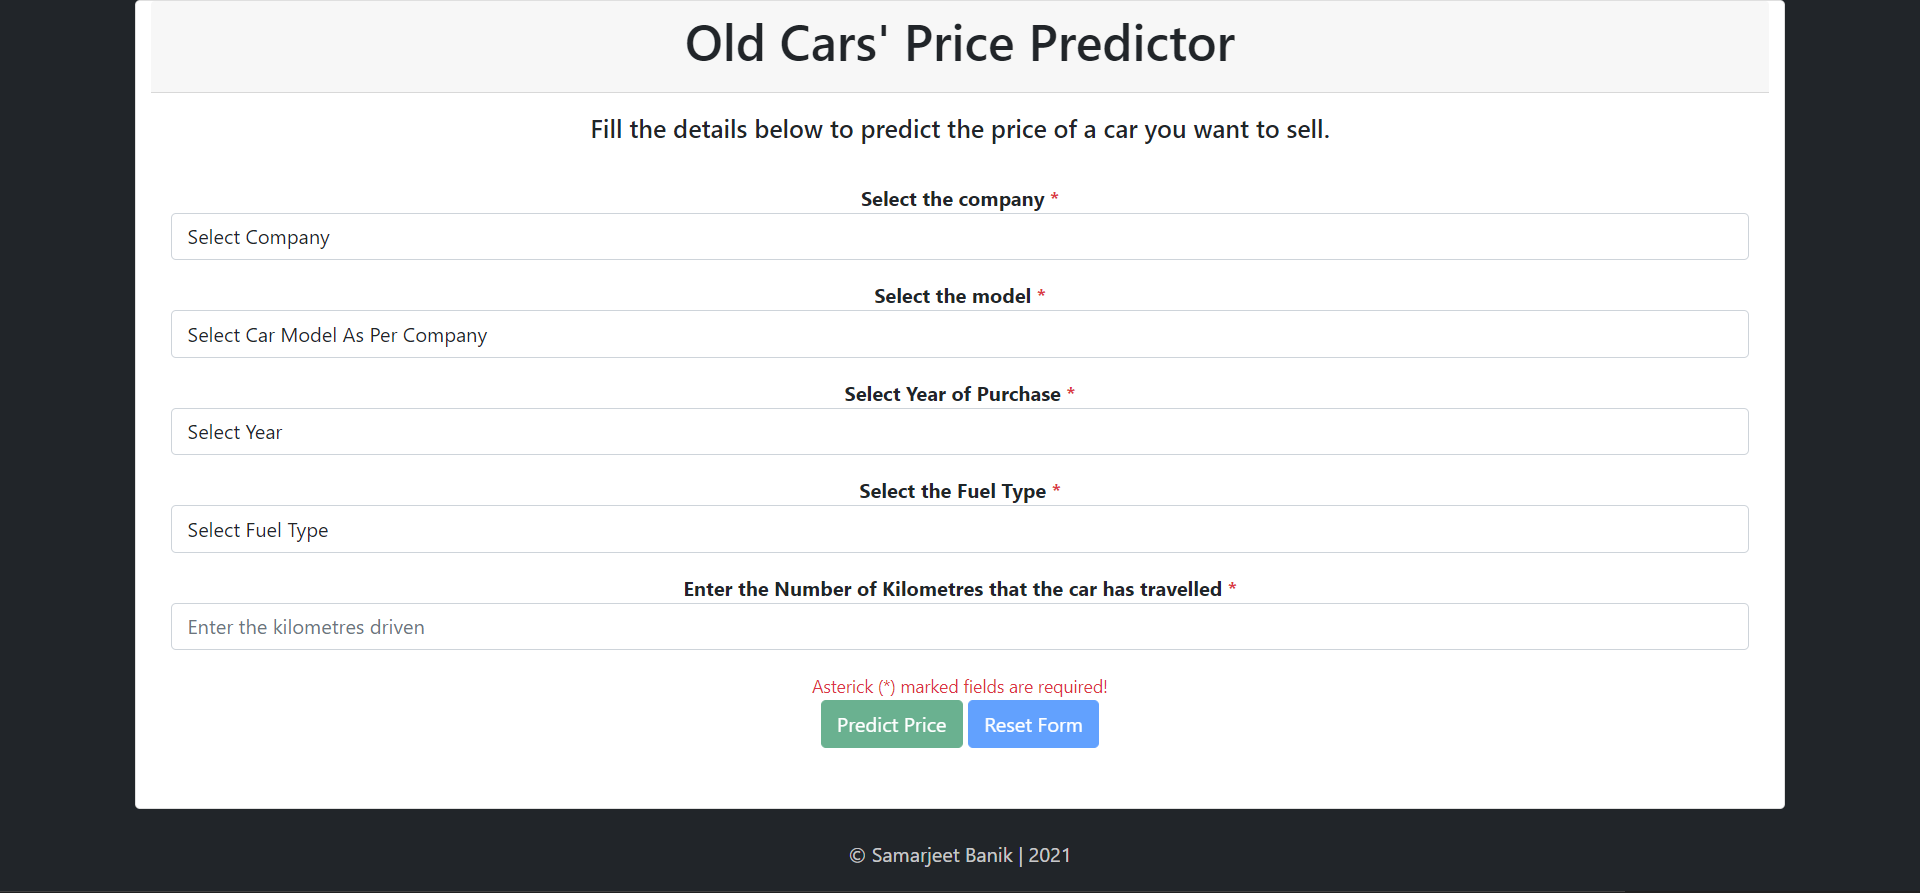 Old Cars' Price Predictor
Fill the details below to predict the price of a car you want to sell.
Select the company *
Select Company
Select the model *
Select Car Model As Per Company
Select Year of Purchase *
Select Year
Select the Fuel Type *
Select Fuel Type
Enter the Number of Kilometres that the car has travelled *
Enter the kilometres driven
Asterick (*) marked fields are required!
Predict Price Reset Form
© Samarjeet Banik | 2021